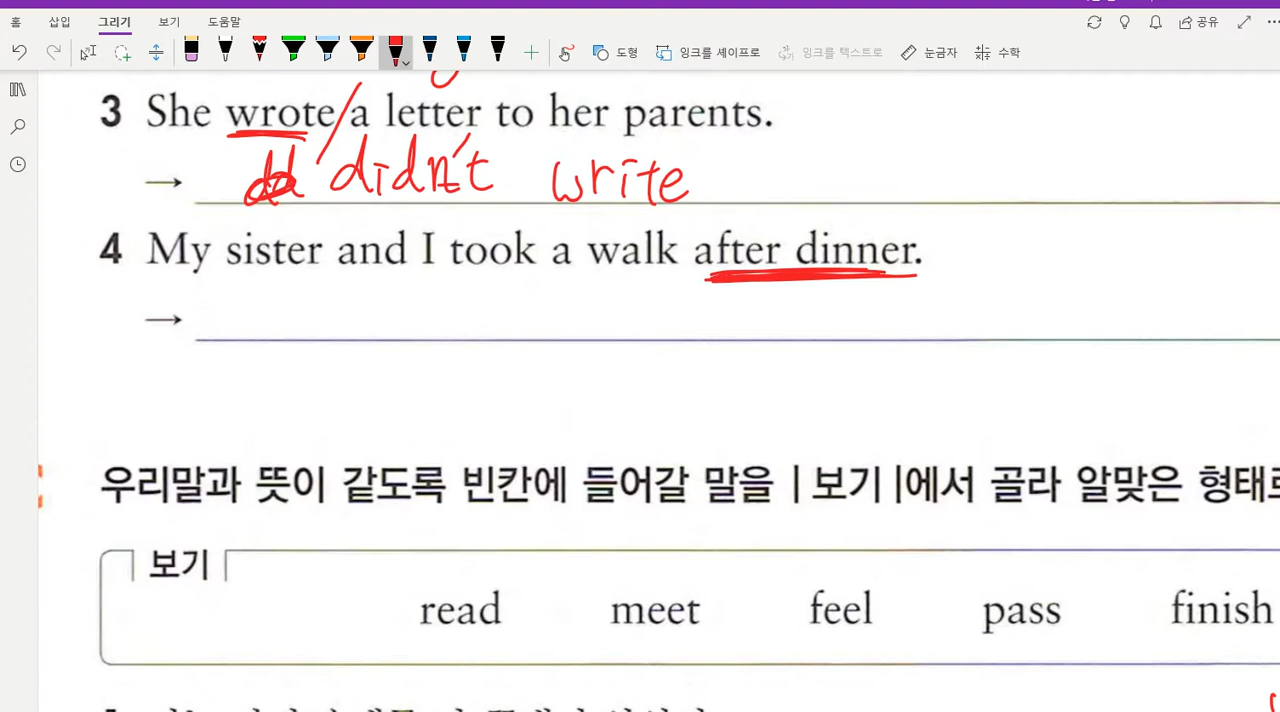 홈 삽입 그리기 보기 도움말 공유
도형 잉크를 셰이프로 잉크를 텍스트로 눈금자 수학
3 She wrote a letter to her parents.
→ didn't write
4 My sister and I took a walk after dinner.
→
우리말과 뜻이 같도록 빈칸에 들어갈 말을 |보기|에서 골라 알맞은
보기
read meet feel pass finish